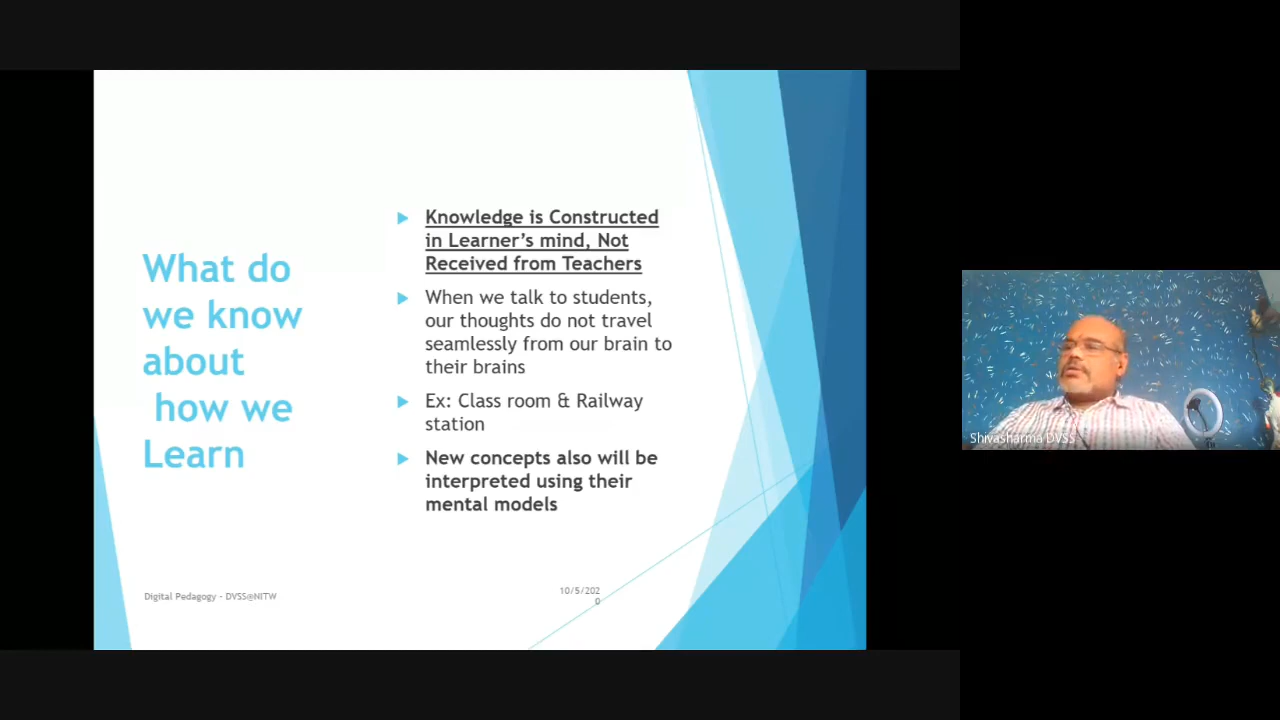 What do
we know
about
how we
Learn
Knowledge is Constructed
in Learner's mind, Not
Received from Teachers
When we talk to students,
our thoughts do not travel
seamlessly from our brain to
their brains
Ex: Class room & Railway
station
New concepts also will be
interpreted using their
mental models
Digital Pedagogy - DVSS@NITW
10/5/202
0
Shivasharma DVSS